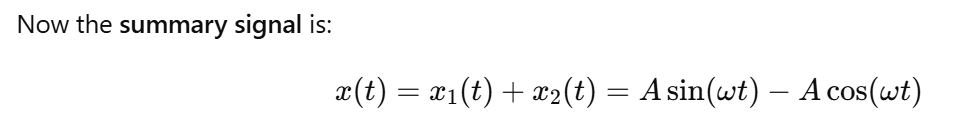 Now the summary signal is:
x(t) = x₁(t) + x₂(t) = A sin(ωt) − A cos(ωt)